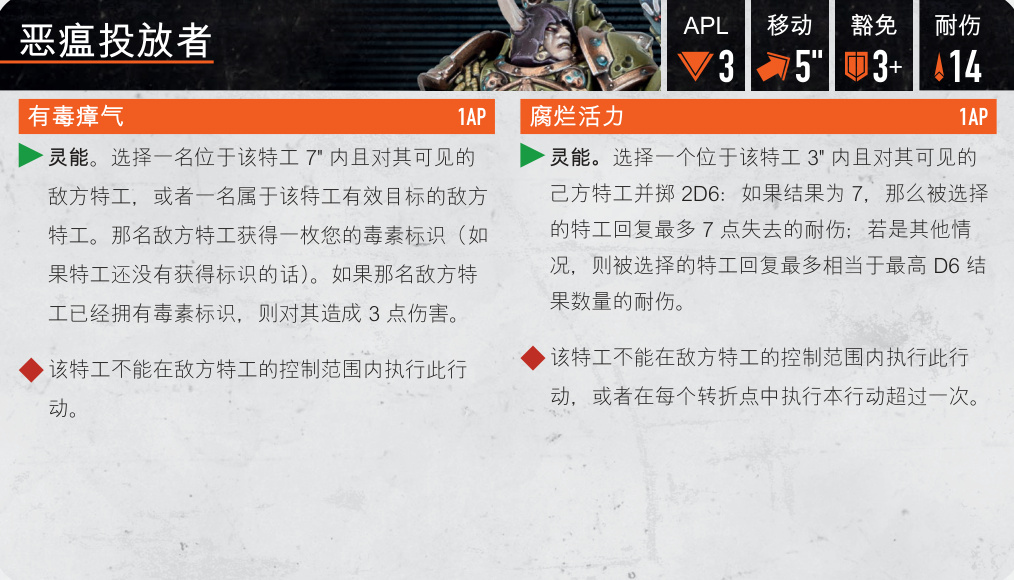 恶瘟投放者
APL 移动 豁免 耐伤
3 5" 3+ 14
有毒瘴气 1AP
灵能。选择一名位于该特工 7" 内且对其可见的
敌方特工，或者一名属于该特工有效目标的敌方
特工。那名敌方特工获得一枚您的毒素标识（如
果特工还没有获得标识的话）。如果那名敌方特
工已经拥有毒素标识，则对其造成 3 点伤害。
该特工不能在敌方特工的控制范围内执行此行
动。
腐烂活力 1AP
灵能。选择一个位于该特工 3" 内且对其可见的
己方特工并掷 2D6：如果结果为 7，那么被选择
的特工回复最多 7 点失去的耐伤；若是其他情
况，则被选择的特工回复最多相当于最高 D6 结
果数量的耐伤。
该特工不能在敌方特工的控制范围内执行此行
动，或者在每个转折点中执行本行动超过一次。